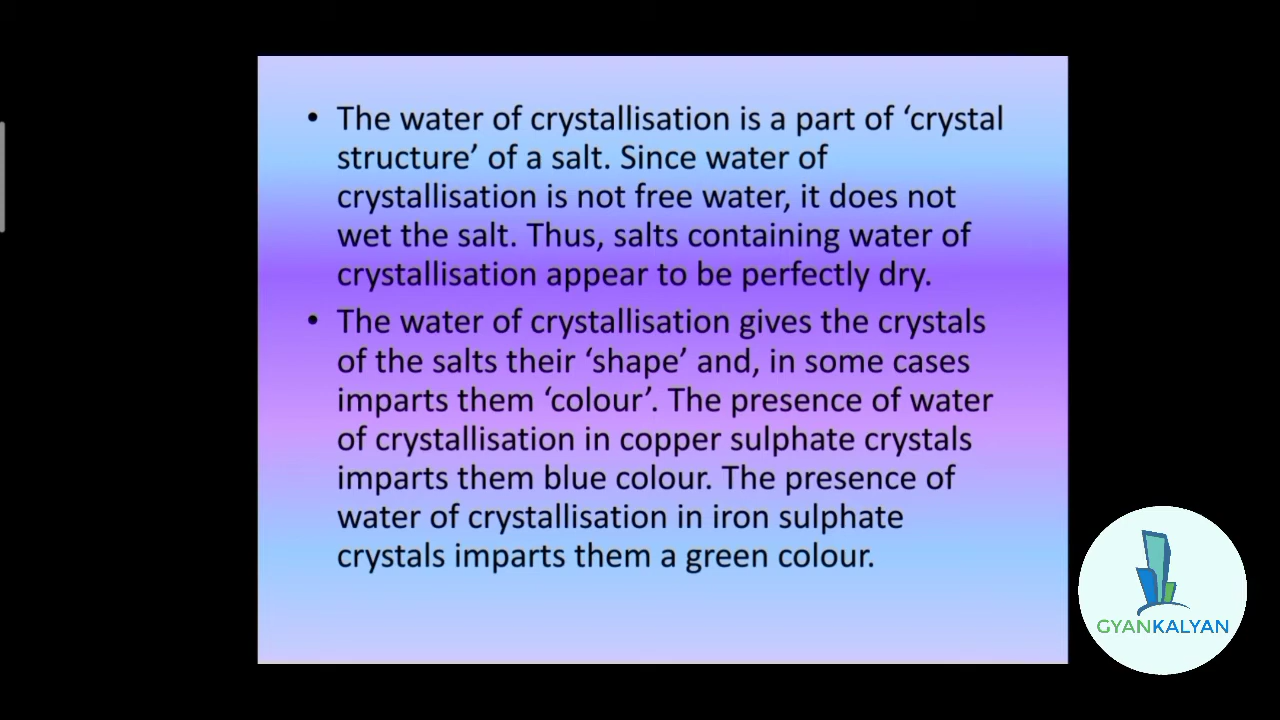 • The water of crystallisation is a part of ‘crystal
structure’ of a salt. Since water of
crystallisation is not free water, it does not
wet the salt. Thus, salts containing water of
crystallisation appear to be perfectly dry.
• The water of crystallisation gives the crystals
of the salts their ‘shape’ and, in some cases
imparts them ‘colour’. The presence of water
of crystallisation in copper sulphate crystals
imparts them blue colour. The presence of
water of crystallisation in iron sulphate
crystals imparts them a green colour.
GYANKALYAN